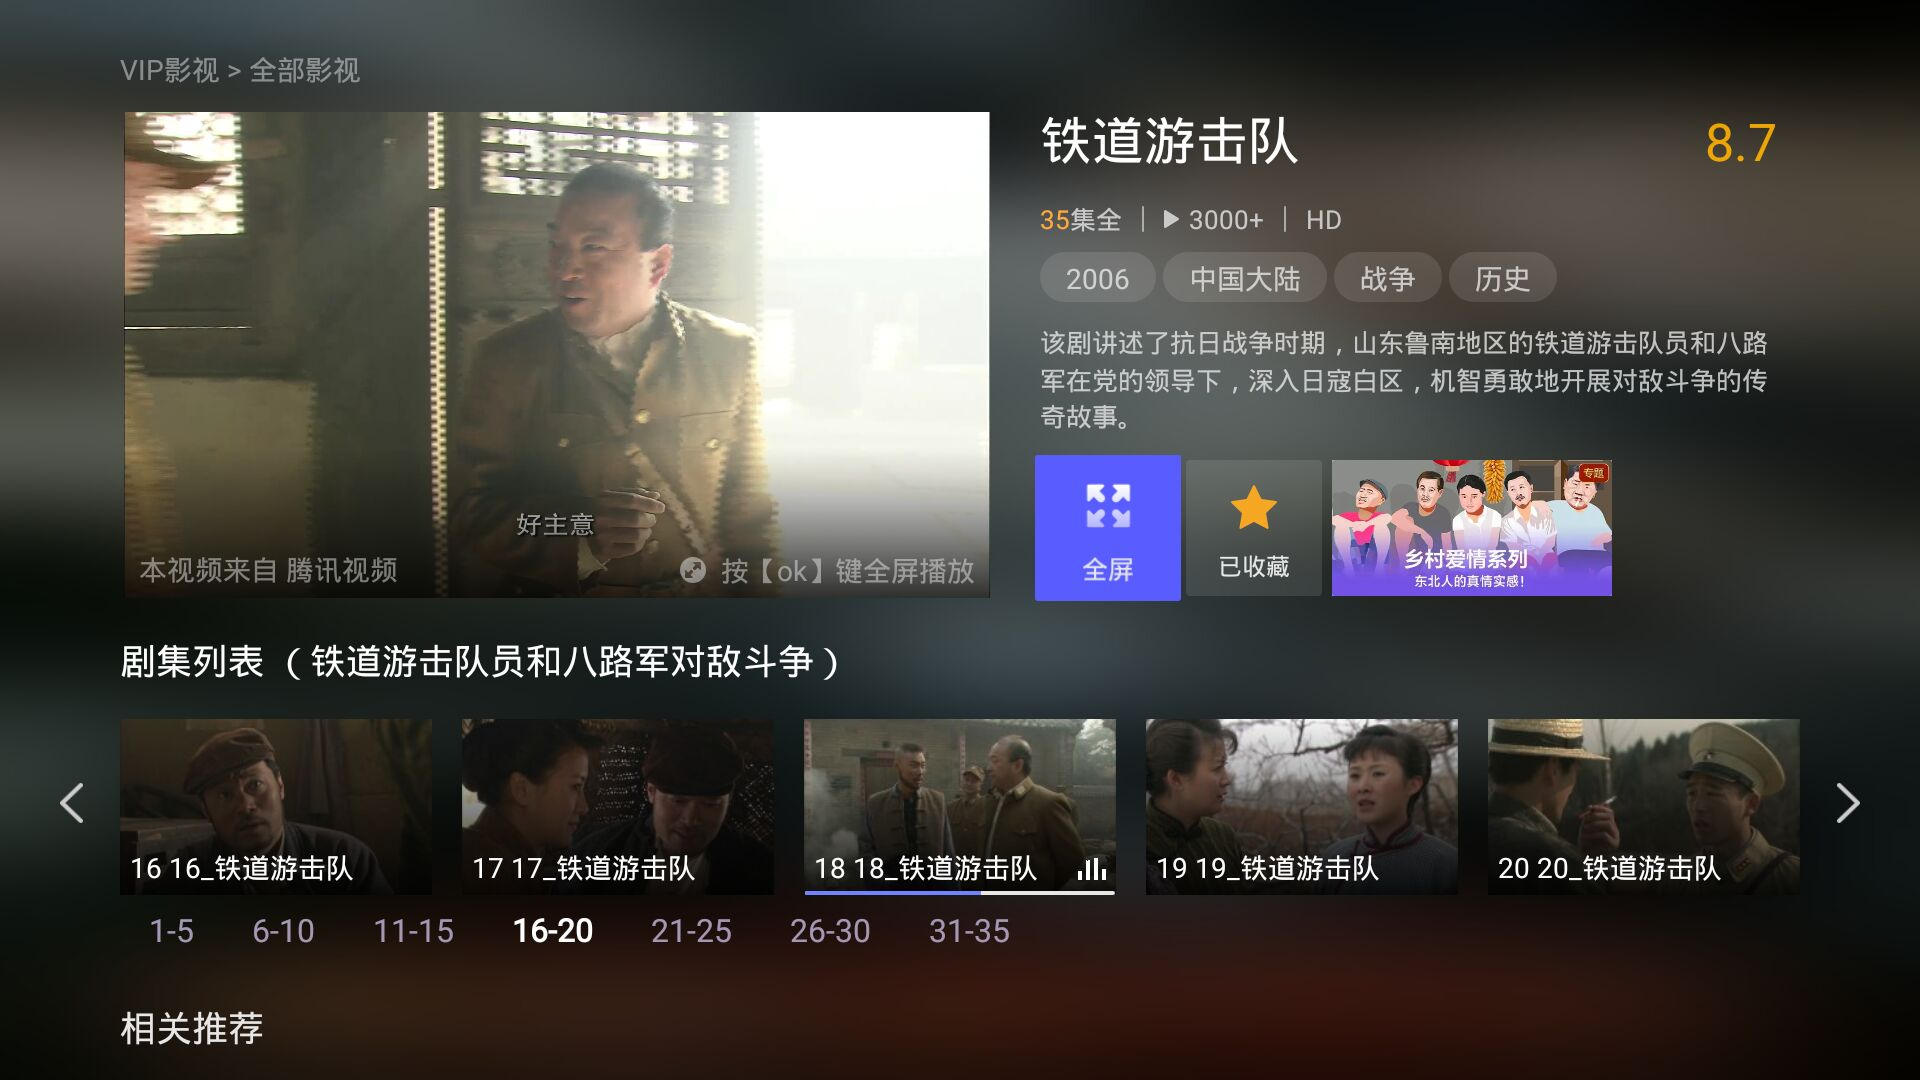 VIP影视 > 全部影视
铁道游击队
8.7
35集全 | 3000+ | HD
2006 中国大陆 战争 历史
该剧讲述了抗日战争时期，山东鲁南地区的铁道游击队员和八路
军在党的领导下，深入日寇白区，机智勇敢地开展对敌斗争的传
奇故事。
好主意
本视频来自 腾讯视频
按【ok】键全屏播放
全屏
已收藏
专题
乡村爱情系列
东北人的真情实感!
剧集列表 （铁道游击队员和八路军对敌斗争）
16 16_铁道游击队
17 17_铁道游击队
18 18_铁道游击队
19 19_铁道游击队
20 20_铁道游击队
1-5 6-10 11-15 16-20 21-25 26-30 31-35
相关推荐